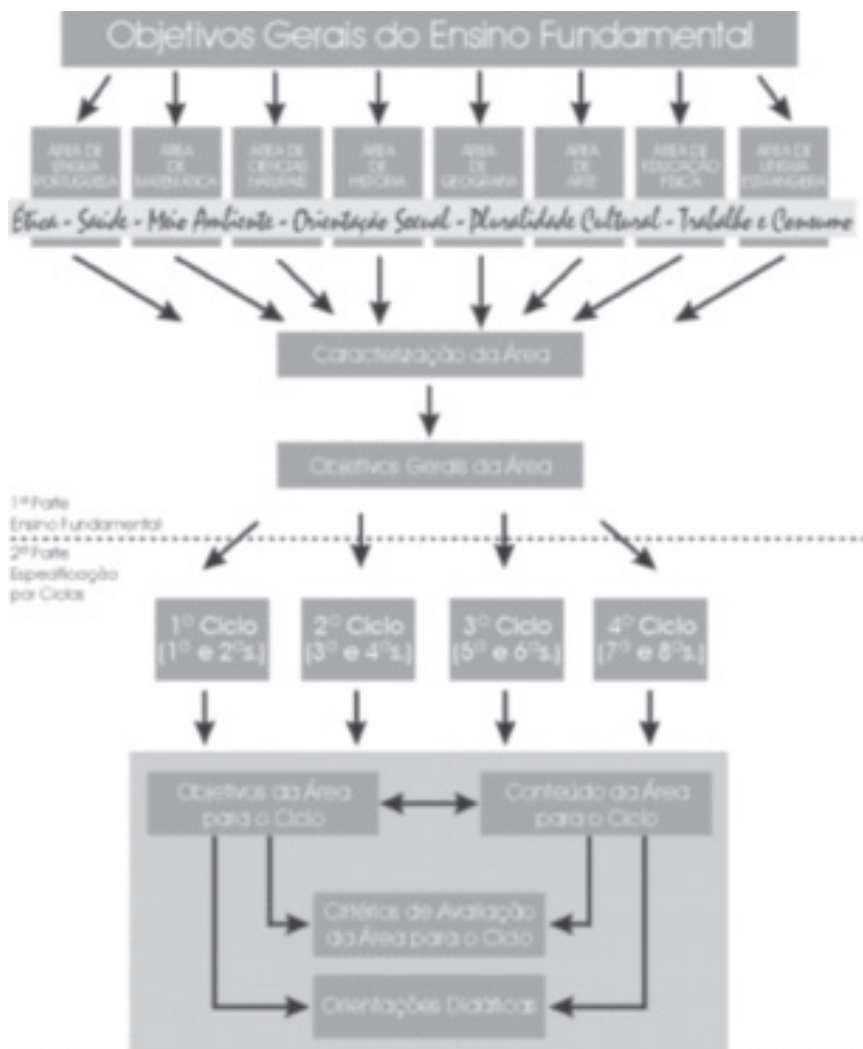 Objetivos Gerais do Ensino Fundamental
ÁREA DE
LÍNGUA
PORTUGUESA
ÁREA
DE
MATEMÁTICA
ÁREA DE
CIÊNCIAS
NATURAIS
ÁREA
DE
HISTÓRIA
ÁREA
DE
GEOGRAFIA
ÁREA
DE
ARTE
ÁREA DE
EDUCAÇÃO
FÍSICA
ÁREA DE
LÍNGUA
ESTRANGEIRA
Ética - Saúde - Meio Ambiente - Orientação Sexual - Pluralidade Cultural - Trabalho e Consumo
Caracterização da Área
Objetivos Gerais da Área
1ª Parte
Ensino Fundamental
2ª Parte
Especificação
por Ciclos
1º Ciclo
(1ª e 2ªs.)
2º Ciclo
(3ª e 4ªs.)
3º Ciclo
(5ª e 6ªs.)
4º Ciclo
(7ª e 8ªs.)
Objetivos da Área
para o Ciclo
Conteúdo da Área
para o Ciclo
Critérios de Avaliação
da Área para o Ciclo
Orientações Didáticas